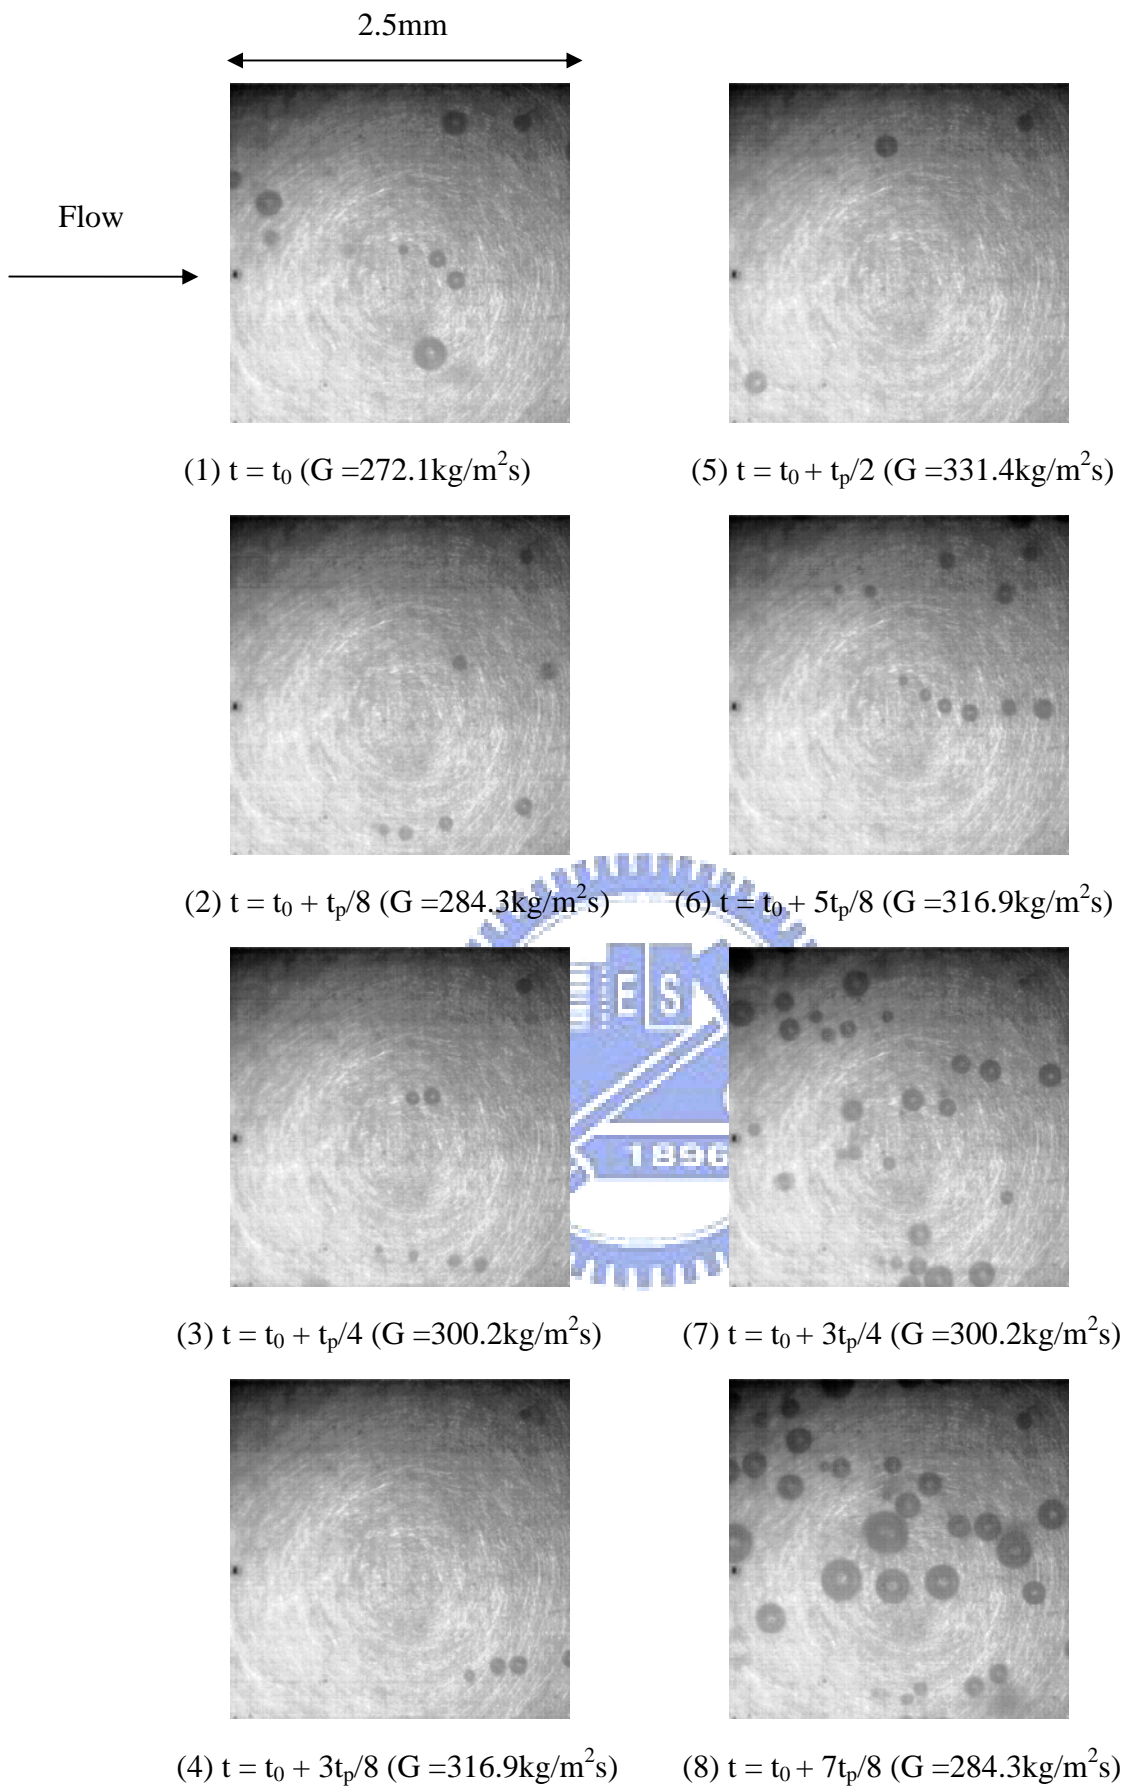 2.5mm
Flow
(1) t = t₀ (G =272.1kg/m²s)
(5) t = t₀ + tₚ/2 (G =331.4kg/m²s)
(2) t = t₀ + tₚ/8 (G =284.3kg/m²s)
(6) t = t₀ + 5tₚ/8 (G =316.9kg/m²s)
E S
1896
(3) t = t₀ + tₚ/4 (G =300.2kg/m²s)
(7) t = t₀ + 3tₚ/4 (G =300.2kg/m²s)
(4) t = t₀ + 3tₚ/8 (G =316.9kg/m²s)
(8) t = t₀ + 7tₚ/8 (G =284.3kg/m²s)